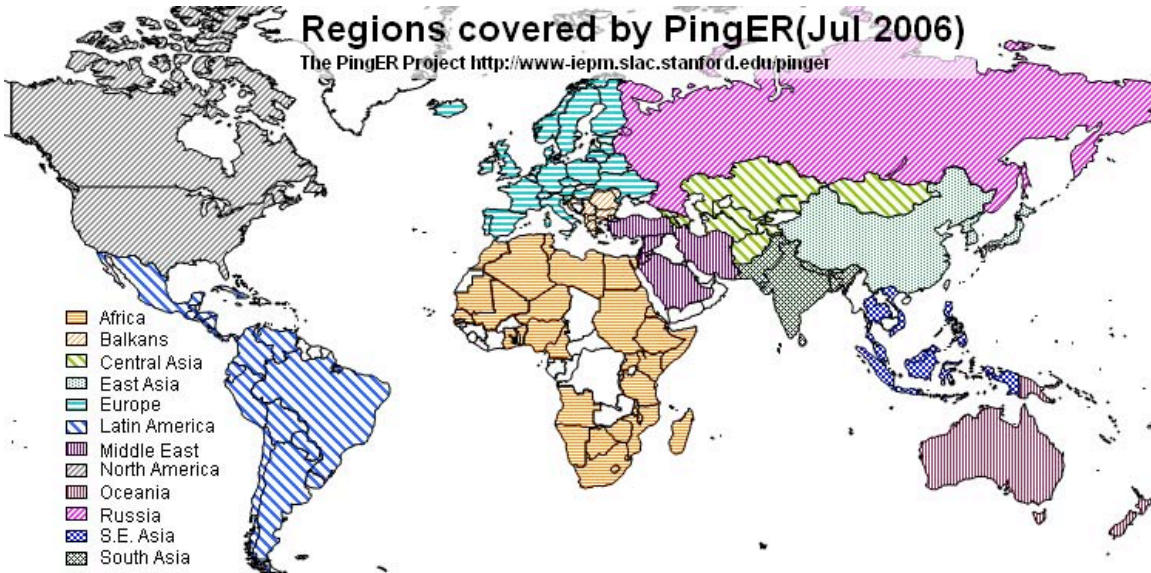 Regions covered by PingER(Jul 2006)
The PingER Project http://www-iepm.slac.stanford.edu/pinger
Africa
Balkans
Central Asia
East Asia
Europe
Latin America
Middle East
North America
Oceania
Russia
S.E. Asia
South Asia